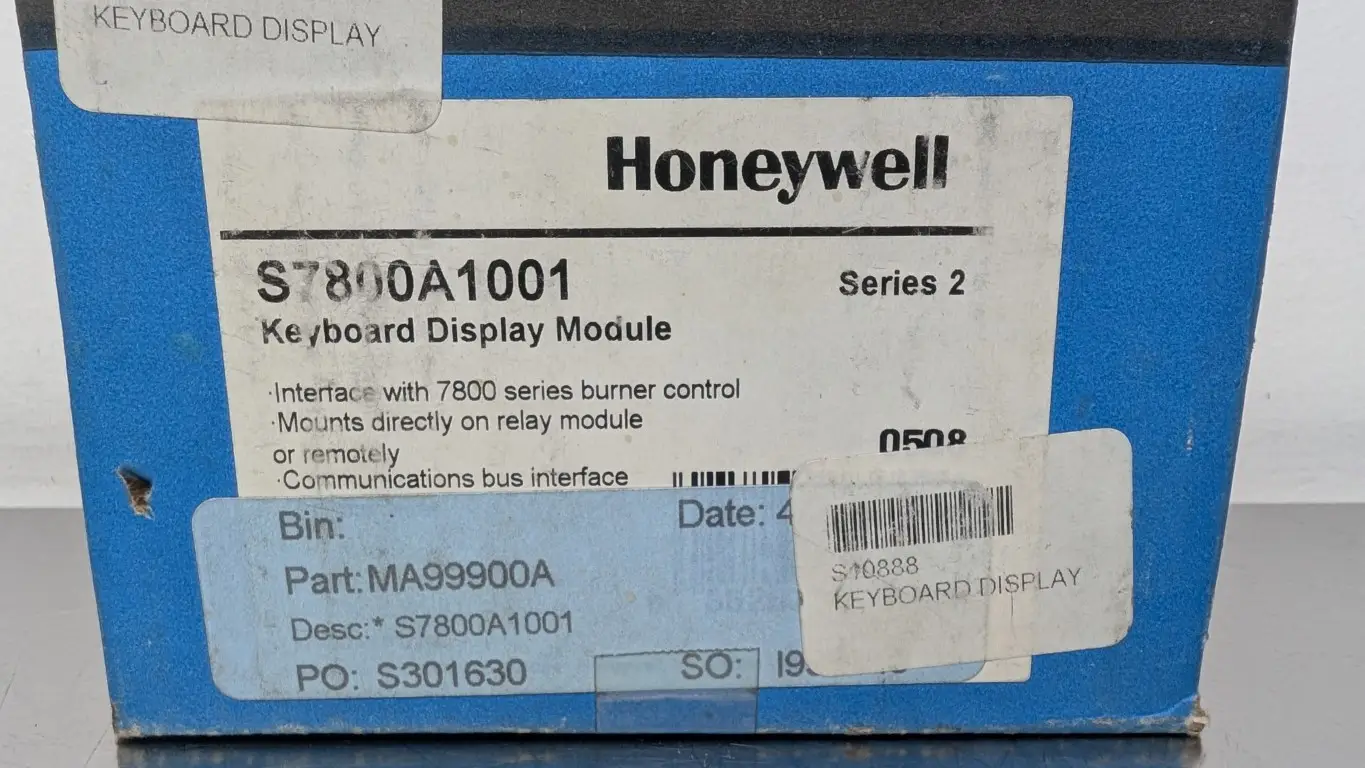 KEYBOARD DISPLAY
Honeywell
S7800A1001
Series 2
Keyboard Display Module
·Interface with 7800 series burner control
·Mounts directly on relay module
or remotely
·Communications bus interface
0508
Bin:
Date: 4
Part: MA99900A
Desc:* S7800A1001
PO: S301630
SO:
S10888
KEYBOARD DISPLAY